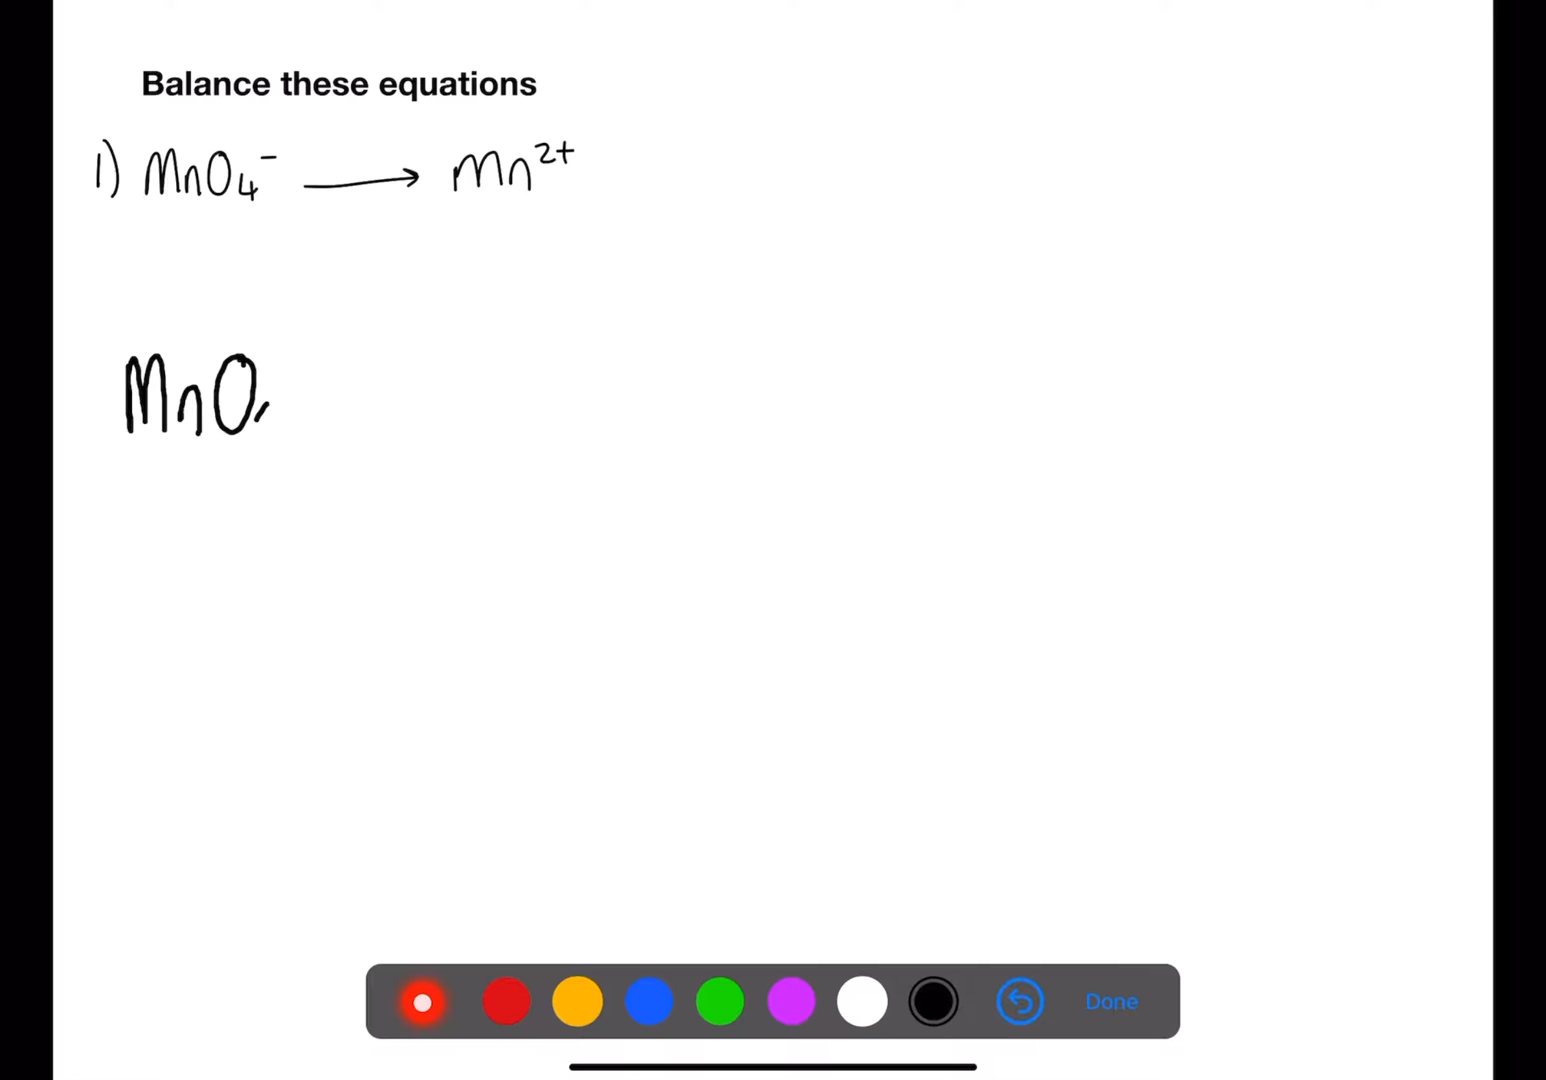 Balance these equations
1) MnO₄⁻ ⟶ Mn²⁺
MnO
Done